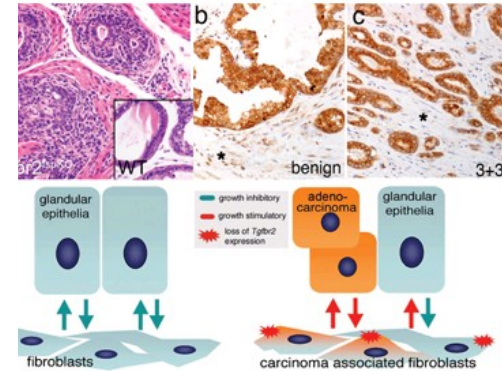 b
c
WT
benign
3+3
glandular
epithelia
growth inhibitory
growth stimulatory
loss of Tgfbr2
expression
adeno-
carcinoma
glandular
epithelia
fibroblasts
carcinoma associated fibroblasts